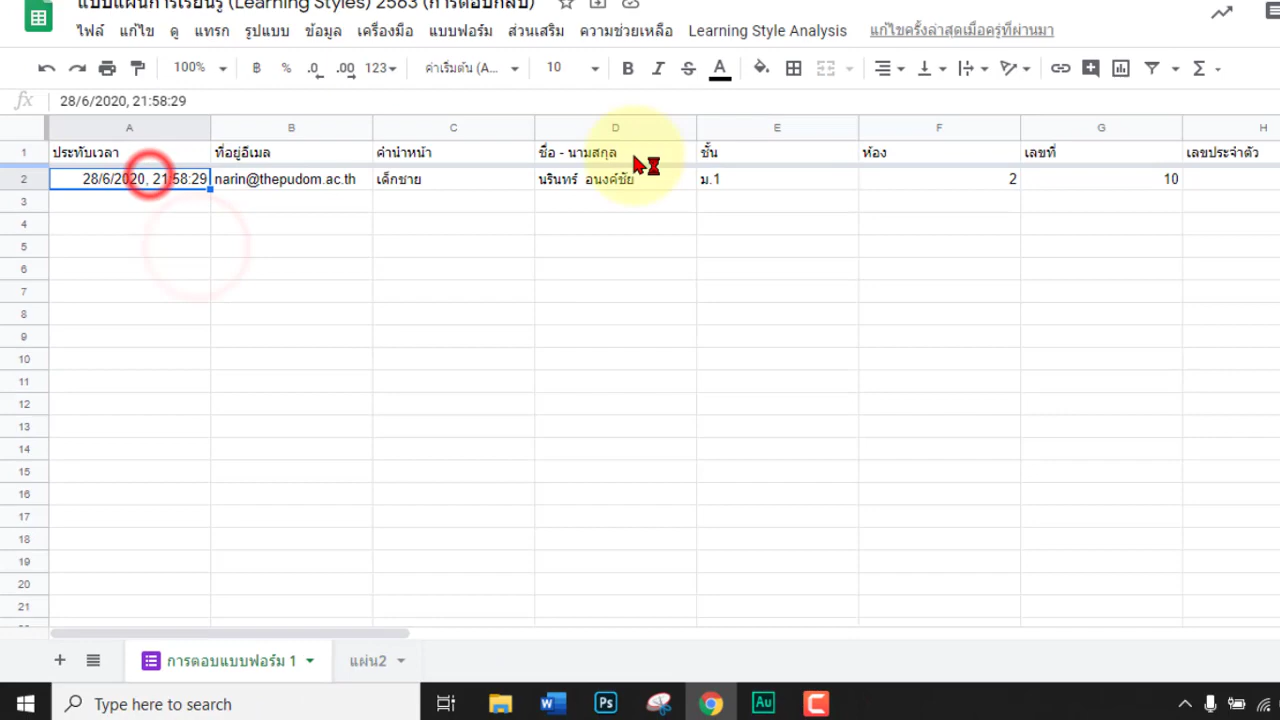 แบบแผนการเรียนรู้ (Learning Styles) 2563 (การตอบกลับ)
ไฟล์ แก้ไข ดู แทรก รูปแบบ ข้อมูล เครื่องมือ แบบฟอร์ม ส่วนเสริม ความช่วยเหลือ Learning Style Analysis แก้ไขครั้งล่าสุดเมื่อครู่ที่ผ่านมา
100% ฿ % .0 .00 123 ค่าเริ่มต้น (A... 10 B I S A Σ
fx 28/6/2020, 21:58:29
A B C D E F G H
1 ประทับเวลา ที่อยู่อีเมล คำนำหน้า ชื่อ - นามสกุล ชั้น ห้อง เลขที่ เลขประจำตัว
2 28/6/2020, 21:58:29 narin@thepudom.ac.th เด็กชาย นรินทร์ อนงค์ชัย ม.1 2 10
3
4
5
6
7
8
9
10
11
12
13
14
15
16
17
18
19
20
21
การตอบแบบฟอร์ม 1 แผ่น2
Type here to search W Ps Au